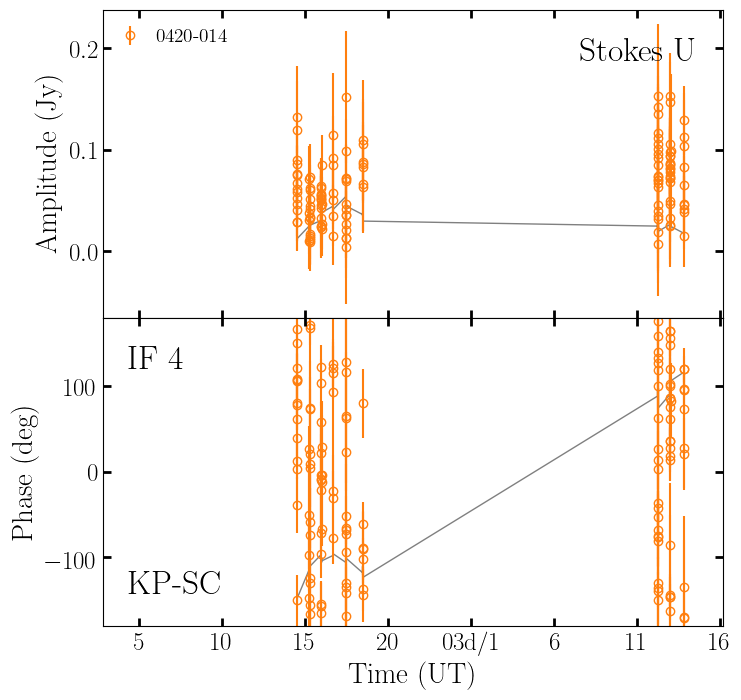 0420-014
Stokes U
0.2
0.1
0.0
Amplitude (Jy)
IF 4
100
0
−100
Phase (deg)
KP-SC
5 10 15 20 03d/1 6 11 16
Time (UT)